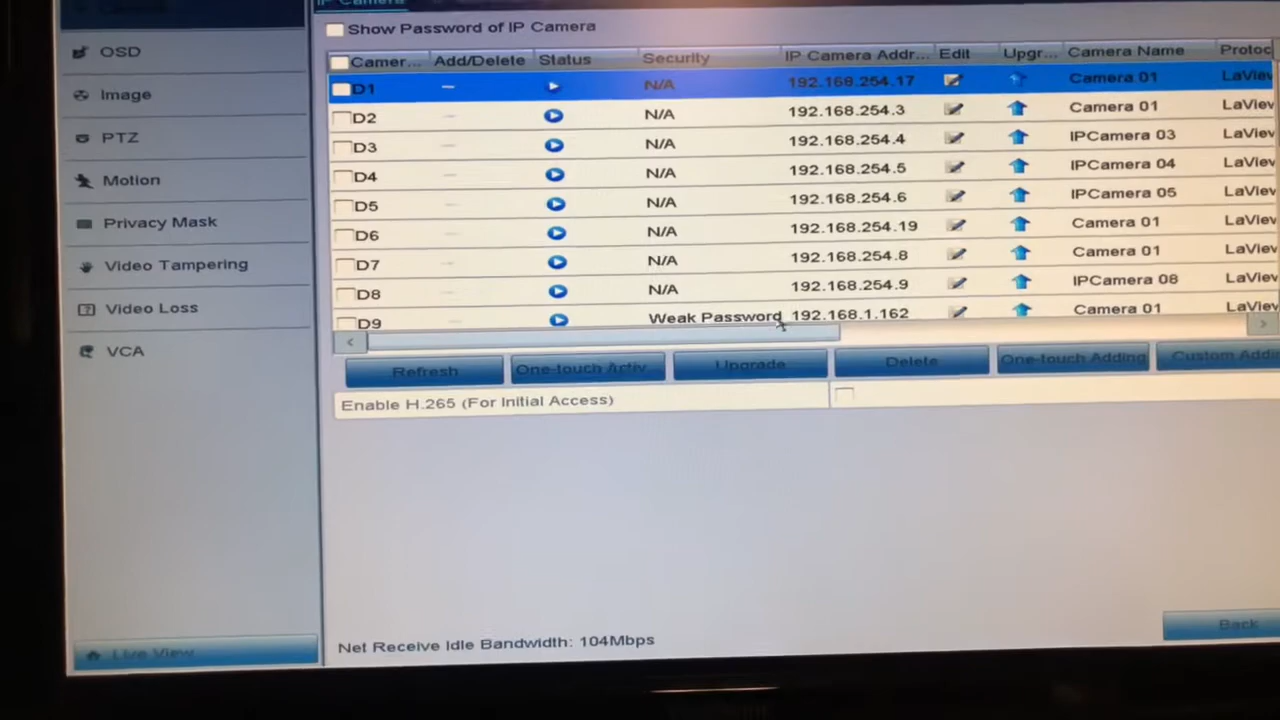 IP Camera
Show Password of IP Camera
Camer... Add/Delete Status Security IP Camera Addr... Edit Upgr... Camera Name Protoc
D1 N/A 192.168.254.17 Camera 01 LaView
D2 N/A 192.168.254.3 Camera 01 LaView
D3 N/A 192.168.254.4 IPCamera 03 LaView
D4 N/A 192.168.254.5 IPCamera 04 LaView
D5 N/A 192.168.254.6 IPCamera 05 LaView
D6 N/A 192.168.254.19 Camera 01 LaView
D7 N/A 192.168.254.8 Camera 01 LaView
D8 N/A 192.168.254.9 IPCamera 08 LaView
D9 Weak Password 192.168.1.162 Camera 01 LaView
Refresh One-touch Activ Upgrade Delete One-touch Adding Custom Addi
Enable H.265 (For Initial Access)
Net Receive Idle Bandwidth: 104Mbps
Back
OSD
Image
PTZ
Motion
Privacy Mask
Video Tampering
Video Loss
VCA
Live View